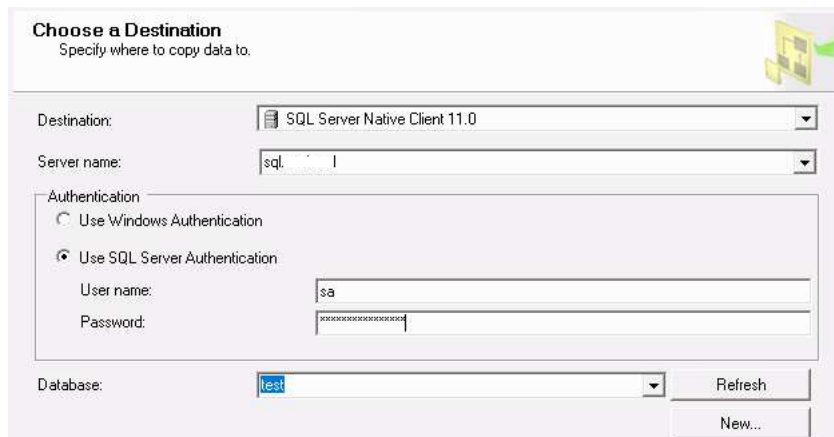 Choose a Destination
Specify where to copy data to.
Destination: SQL Server Native Client 11.0
Server name: sql.
Authentication
Use Windows Authentication
Use SQL Server Authentication
User name: sa
Password: ****************
Database: test Refresh
New...